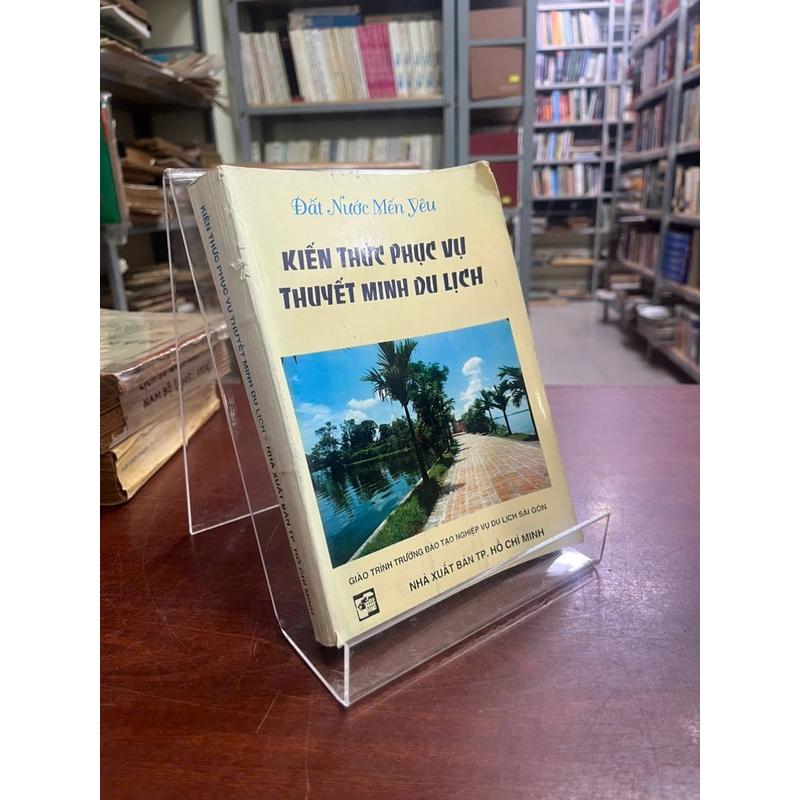 Đất Nước Mến Yêu
KIẾN THỨC PHỤC VỤ
THUYẾT MINH DU LỊCH
GIÁO TRÌNH TRƯỜNG ĐÀO TẠO NGHIỆP VỤ DU LỊCH SÀI GÒN
NHÀ XUẤT BẢN TP. HỒ CHÍ MINH
KIẾN THỨC PHỤC VỤ THUYẾT MINH DU LỊCH - NHÀ XUẤT BẢN TP. HỒ CHÍ MINH
NAM BỘ